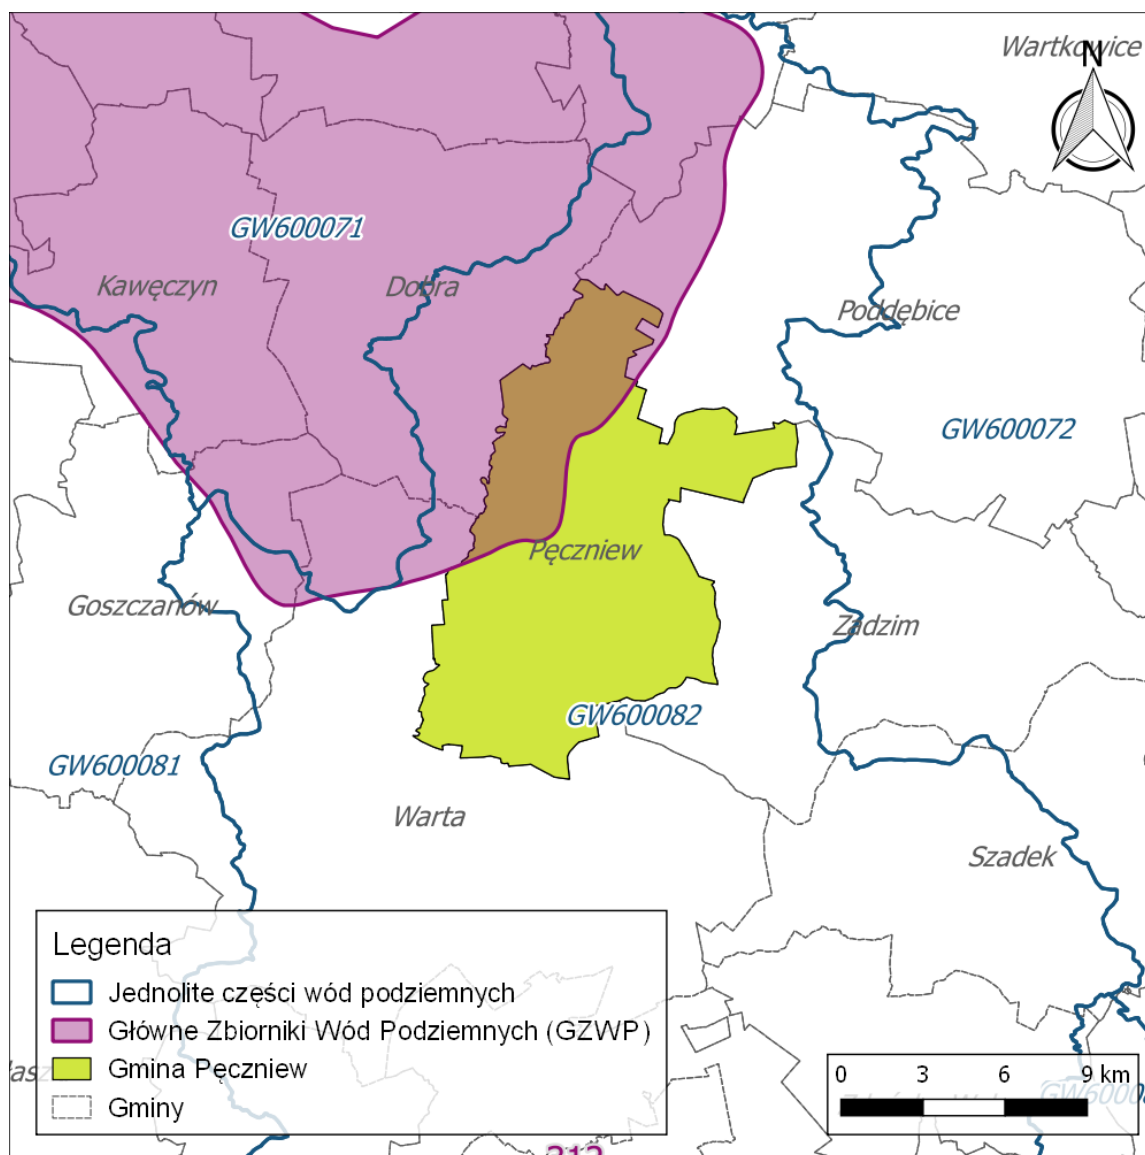 Wartkowice
N
GW600071
Kawęczyn
Dobra
Poddębice
GW600072
Pęczniew
Goszczanów
Zadzim
GW600082
GW600081
Warta
Szadek
Legenda
Jednolite części wód podziemnych
Główne Zbiorniki Wód Podziemnych (GZWP)
Gmina Pęczniew
Gminy
0 3 6 9 km